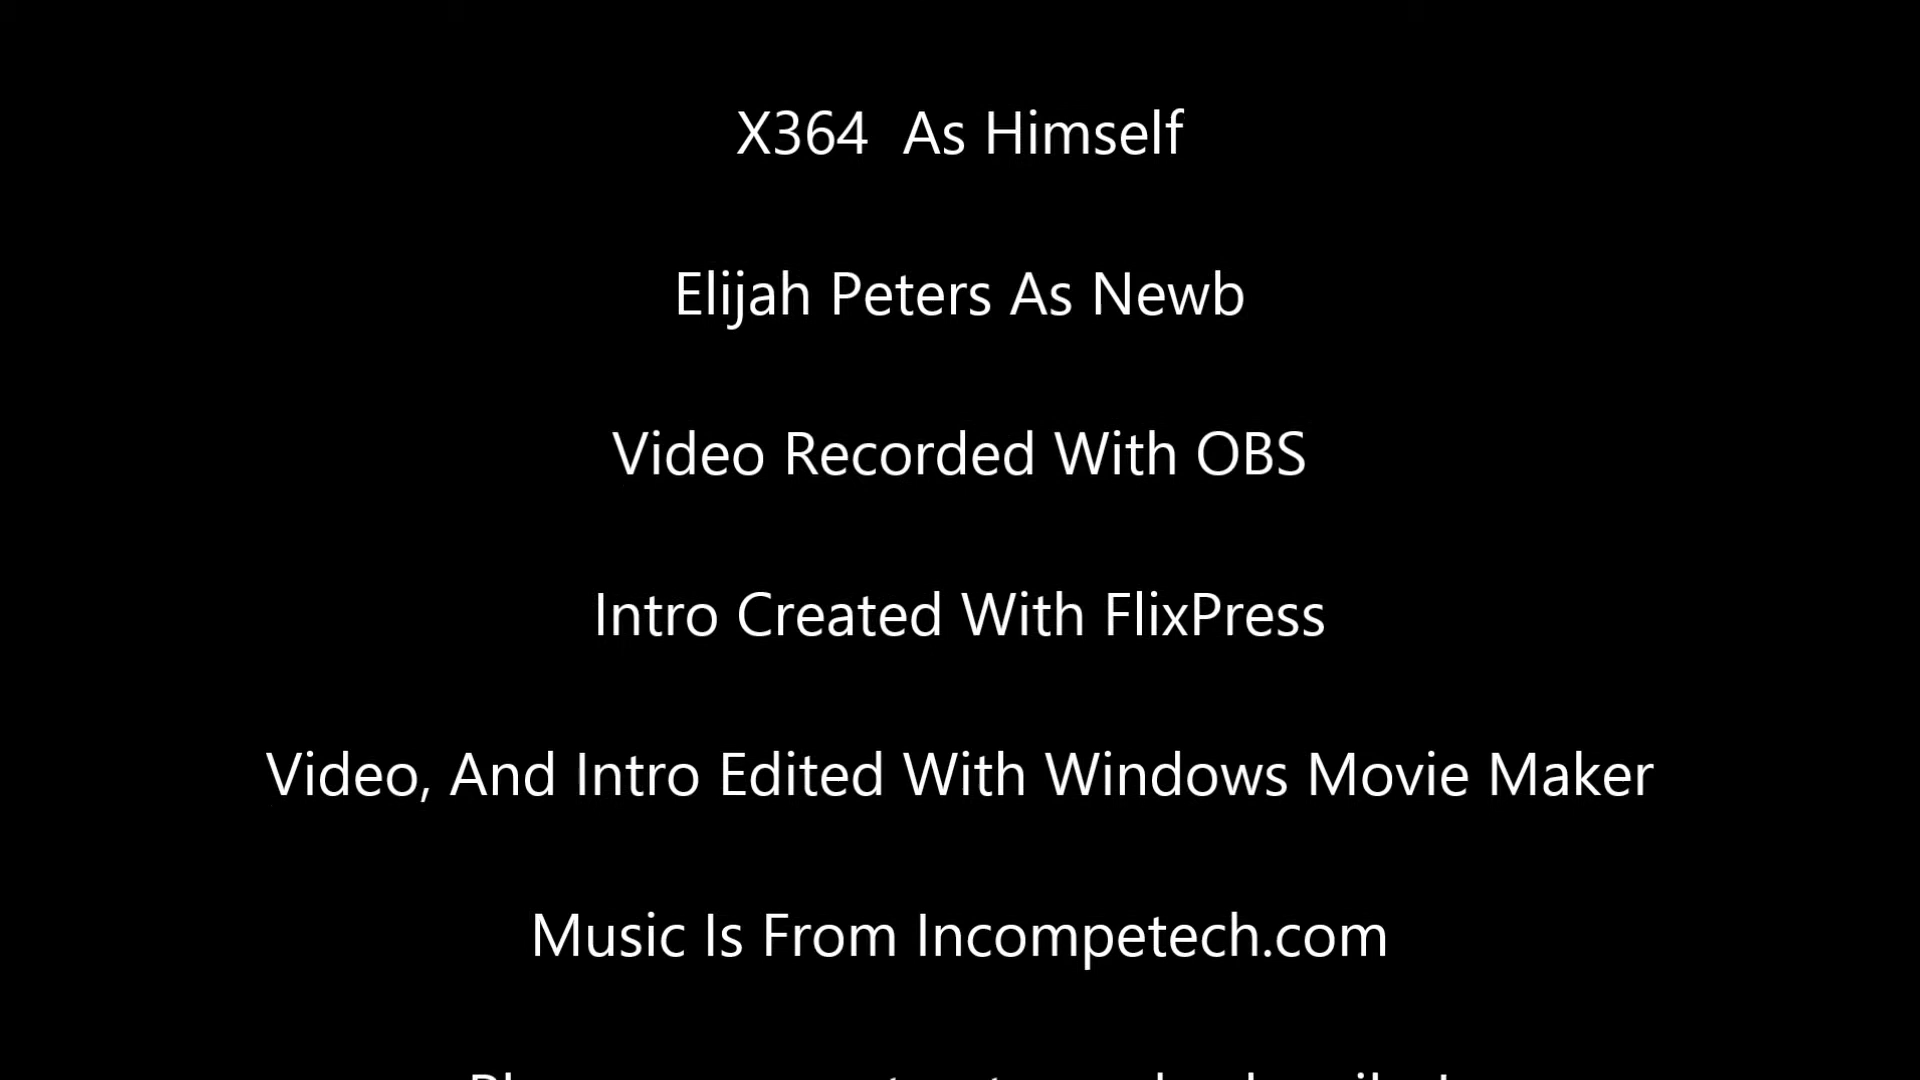 X364  As Himself
Elijah Peters As Newb
Video Recorded With OBS
Intro Created With FlixPress
Video, And Intro Edited With Windows Movie Maker
Music Is From Incompetech.com